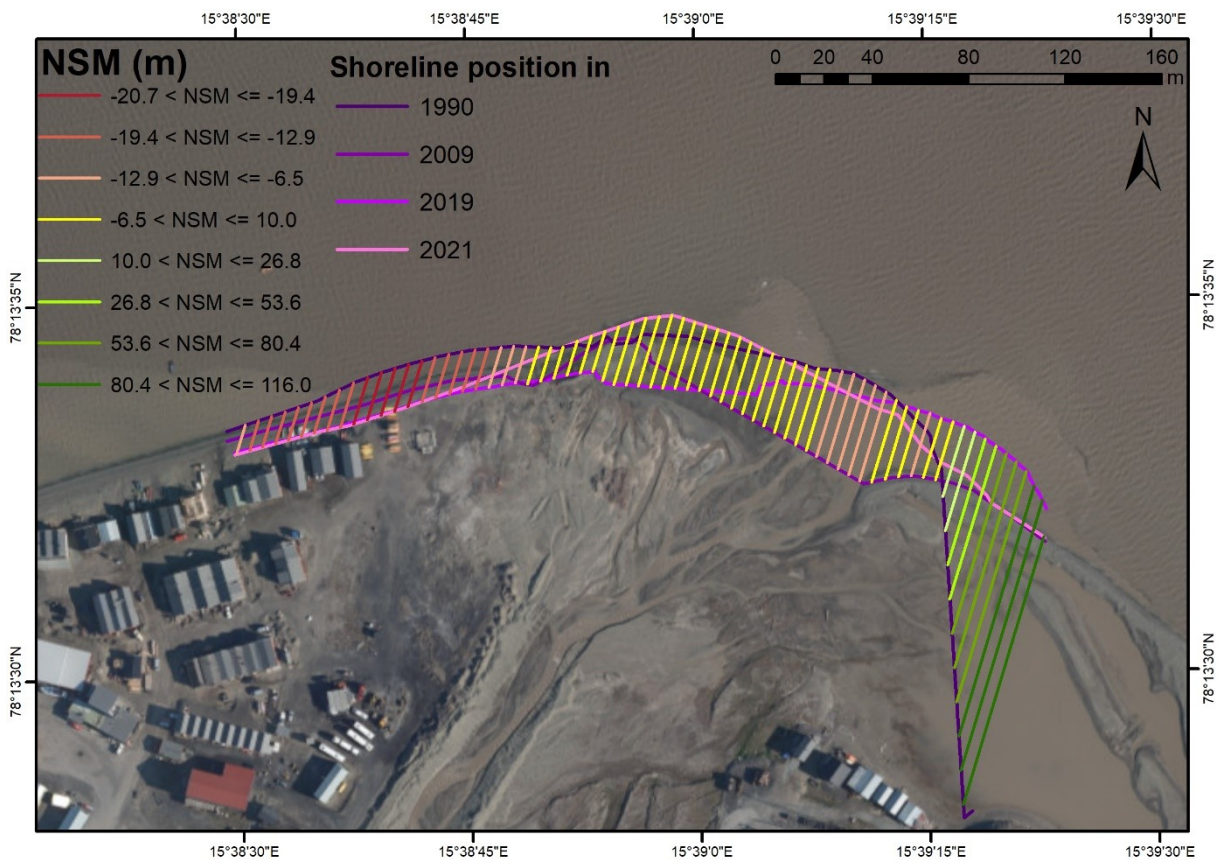 15°38'30"E 15°38'45"E 15°39'0"E 15°39'15"E 15°39'30"E
NSM (m)
-20.7 < NSM <= -19.4
-19.4 < NSM <= -12.9
-12.9 < NSM <= -6.5
-6.5 < NSM <= 10.0
10.0 < NSM <= 26.8
26.8 < NSM <= 53.6
53.6 < NSM <= 80.4
80.4 < NSM <= 116.0
Shoreline position in
1990
2009
2019
2021
0 20 40 80 120 160
m
N
78°13'35"N
78°13'35"N
78°13'30"N
78°13'30"N
15°38'30"E 15°38'45"E 15°39'0"E 15°39'15"E 15°39'30"E